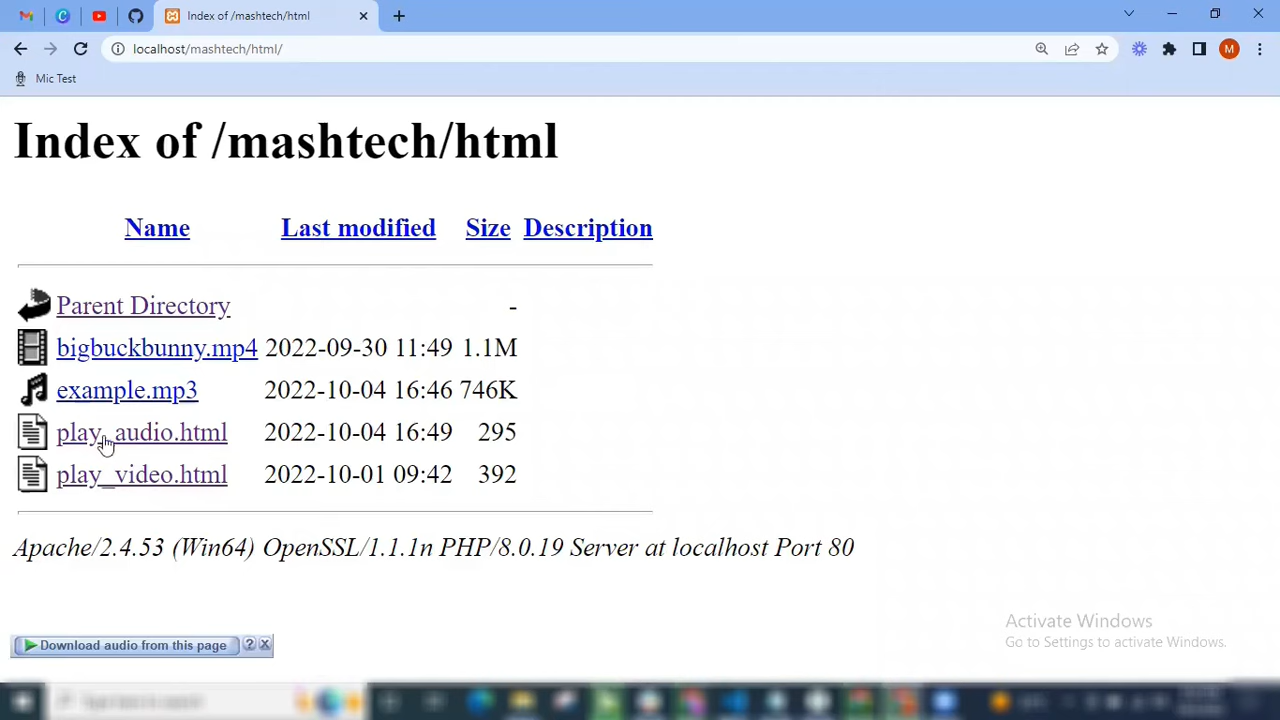 Index of /mashtech/html
localhost/mashtech/html/
M
Mic Test
Index of /mashtech/html
Name Last modified Size Description
Parent Directory -
bigbuckbunny.mp4 2022-09-30 11:49 1.1M
example.mp3 2022-10-04 16:46 746K
play_audio.html 2022-10-04 16:49 295
play_video.html 2022-10-01 09:42 392
Apache/2.4.53 (Win64) OpenSSL/1.1.1n PHP/8.0.19 Server at localhost Port 80
Activate Windows
Go to Settings to activate Windows.
Download audio from this page ? X
Type here to search